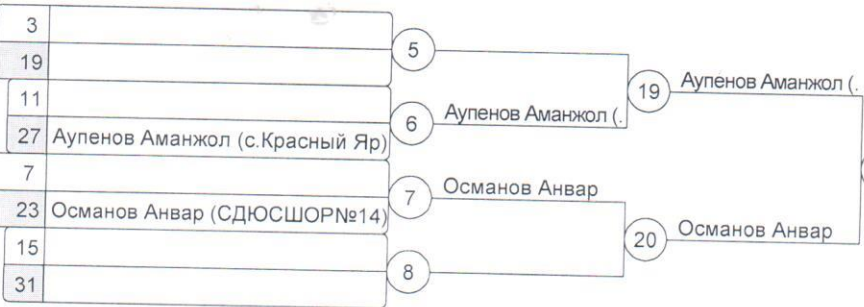 3
5
19
19
Аупенов Аманжол (.
11
6
Аупенов Аманжол (.
27 Аупенов Аманжол (с.Красный Яр)
7
7
Османов Анвар
23 Османов Анвар (СДЮСШОР№14)
20
Османов Анвар
15
8
31